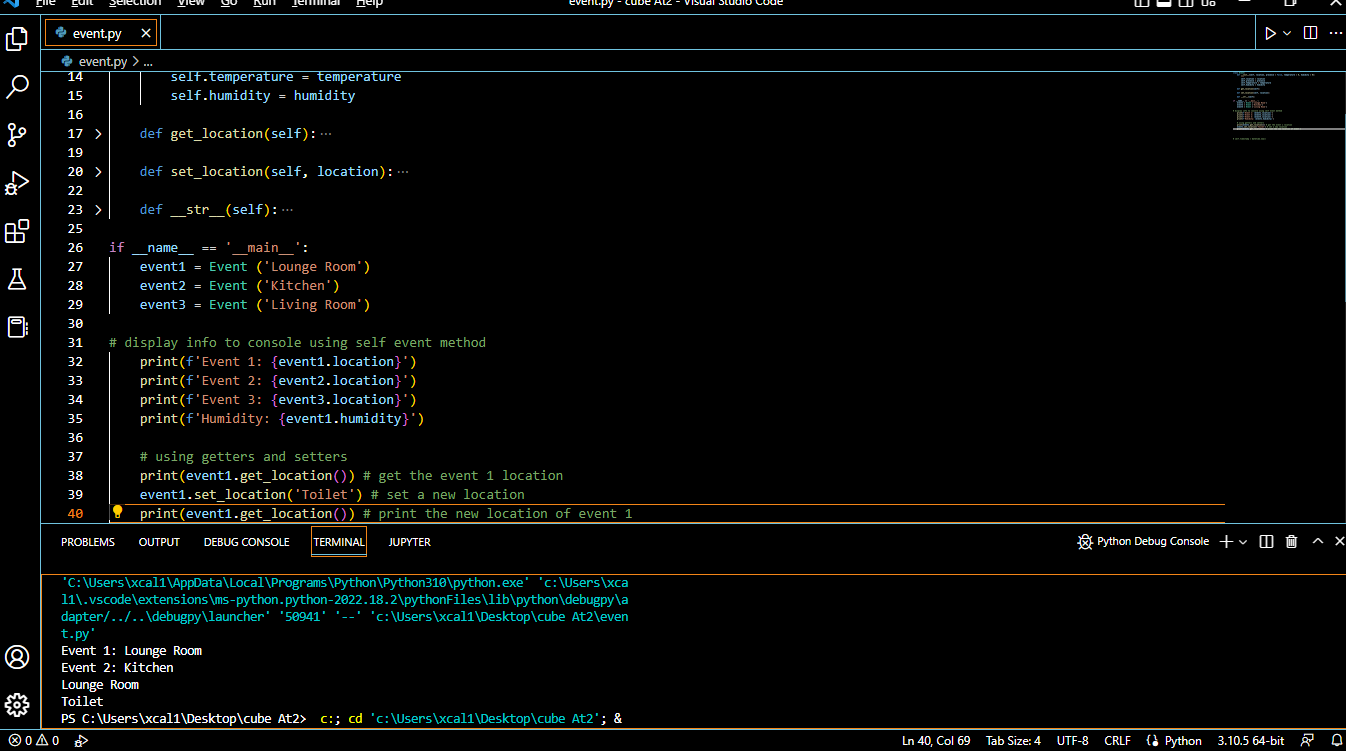 File Edit Selection View Go Run Terminal Help event.py - cube At2 - Visual Studio Code
event.py
event.py > ...
14 self.temperature = temperature
15 self.humidity = humidity
16
17 def get_location(self): ...
19
20 def set_location(self, location): ...
22
23 def __str__(self): ...
25
26 if __name__ == '__main__':
27 event1 = Event ('Lounge Room')
28 event2 = Event ('Kitchen')
29 event3 = Event ('Living Room')
30
31 # display info to console using self event method
32 print(f'Event 1: {event1.location}')
33 print(f'Event 2: {event2.location}')
34 print(f'Event 3: {event3.location}')
35 print(f'Humidity: {event1.humidity}')
36
37 # using getters and setters
38 print(event1.get_location()) # get the event 1 location
39 event1.set_location('Toilet') # set a new location
40 print(event1.get_location()) # print the new location of event 1
PROBLEMS OUTPUT DEBUG CONSOLE TERMINAL JUPYTER Python Debug Console
'C:\Users\xcal1\AppData\Local\Programs\Python\Python310\python.exe' 'c:\Users\xca
l1\.vscode\extensions\ms-python.python-2022.18.2\pythonFiles\lib\python\debugpy\a
dapter/../..\debugpy\launcher' '50941' '--' 'c:\Users\xcal1\Desktop\cube At2\even
t.py'
Event 1: Lounge Room
Event 2: Kitchen
Lounge Room
Toilet
PS C:\Users\xcal1\Desktop\cube At2> c:; cd 'c:\Users\xcal1\Desktop\cube At2'; &
0 0 Ln 40, Col 69 Tab Size: 4 UTF-8 CRLF Python 3.10.5 64-bit